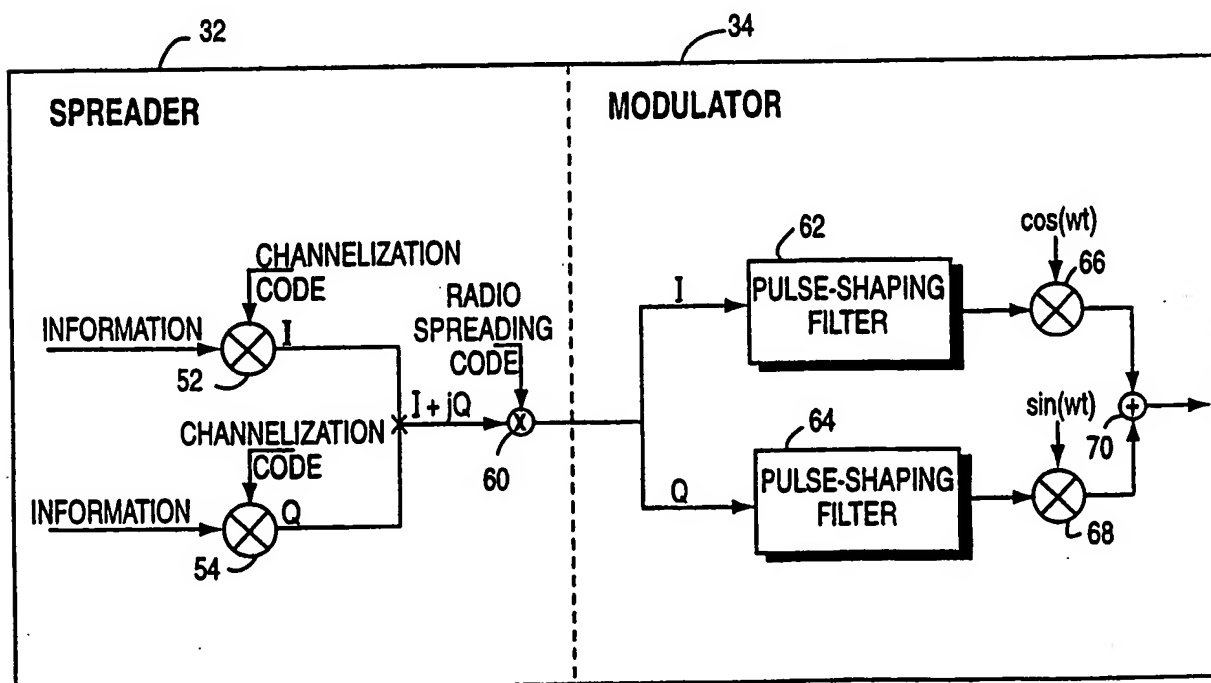 32
34
SPREADER
MODULATOR
CHANNELIZATION
CODE
INFORMATION
I
52
RADIO
SPREADING
CODE
I + jQ
60
CHANNELIZATION
CODE
INFORMATION
Q
54
62
I
PULSE-SHAPING
FILTER
cos(wt)
66
64
Q
PULSE-SHAPING
FILTER
sin(wt)
68
+
70